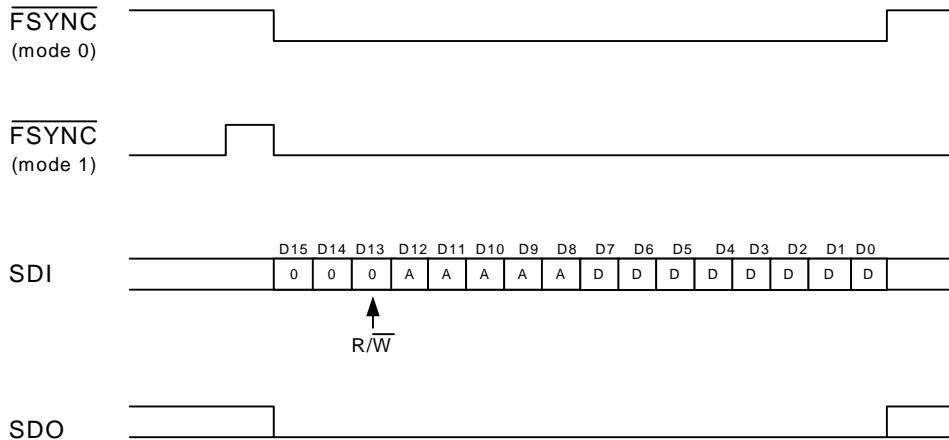 FSYNC
(mode 0)
FSYNC
(mode 1)
D15 D14 D13 D12 D11 D10 D9 D8 D7 D6 D5 D4 D3 D2 D1 D0
SDI
0 0 0 A A A A A D D D D D D D D
R/W
SDO